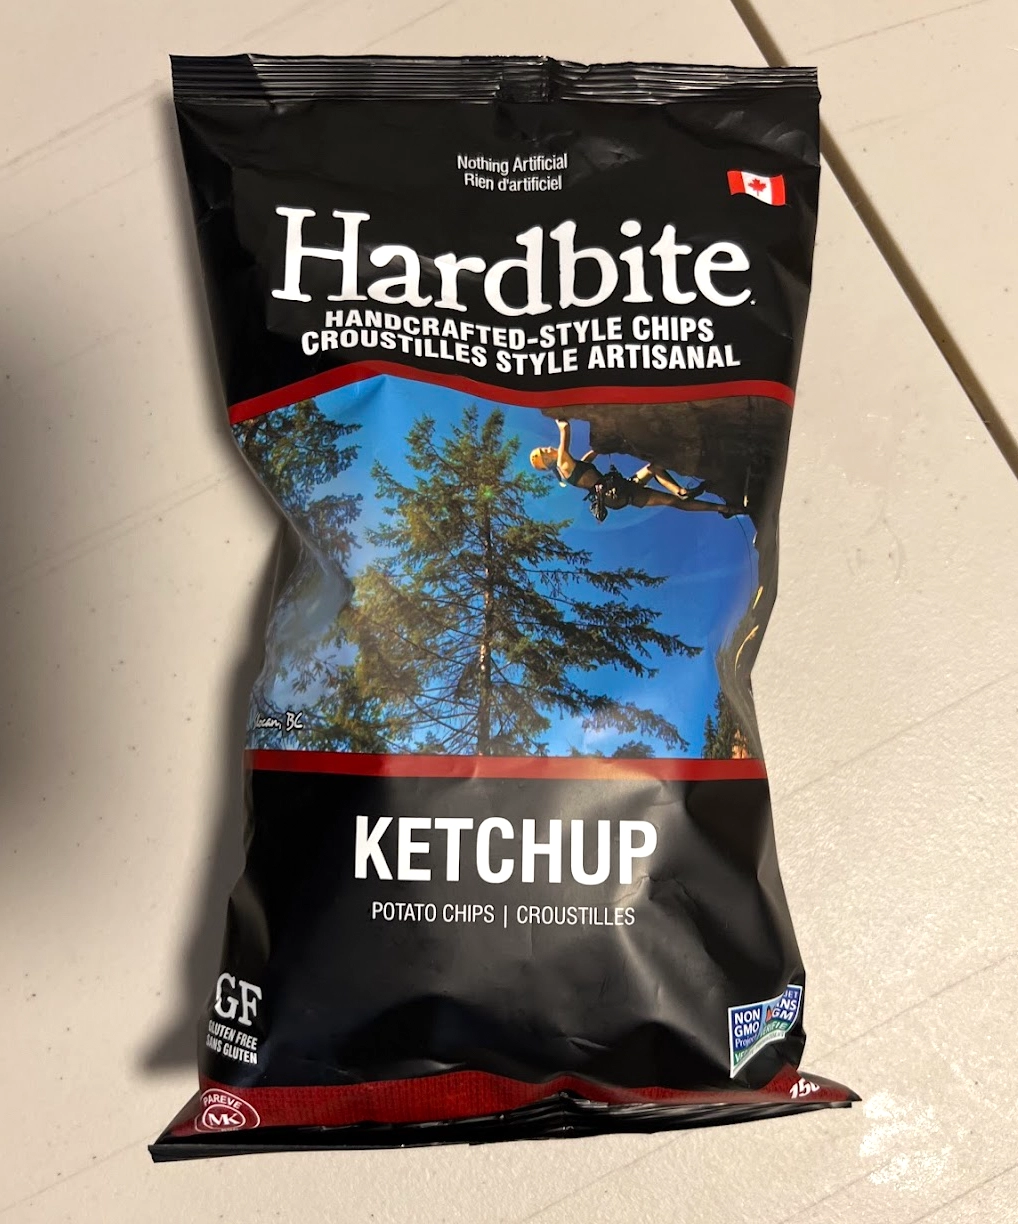 Nothing Artificial
Rien d'artificiel
Hardbite
HANDCRAFTED-STYLE CHIPS
CROUSTILLES STYLE ARTISANAL
BC
KETCHUP
POTATO CHIPS | CROUSTILLES
GF
GLUTEN FREE
SANS GLUTEN
NON
GMO
PAREVE
MK